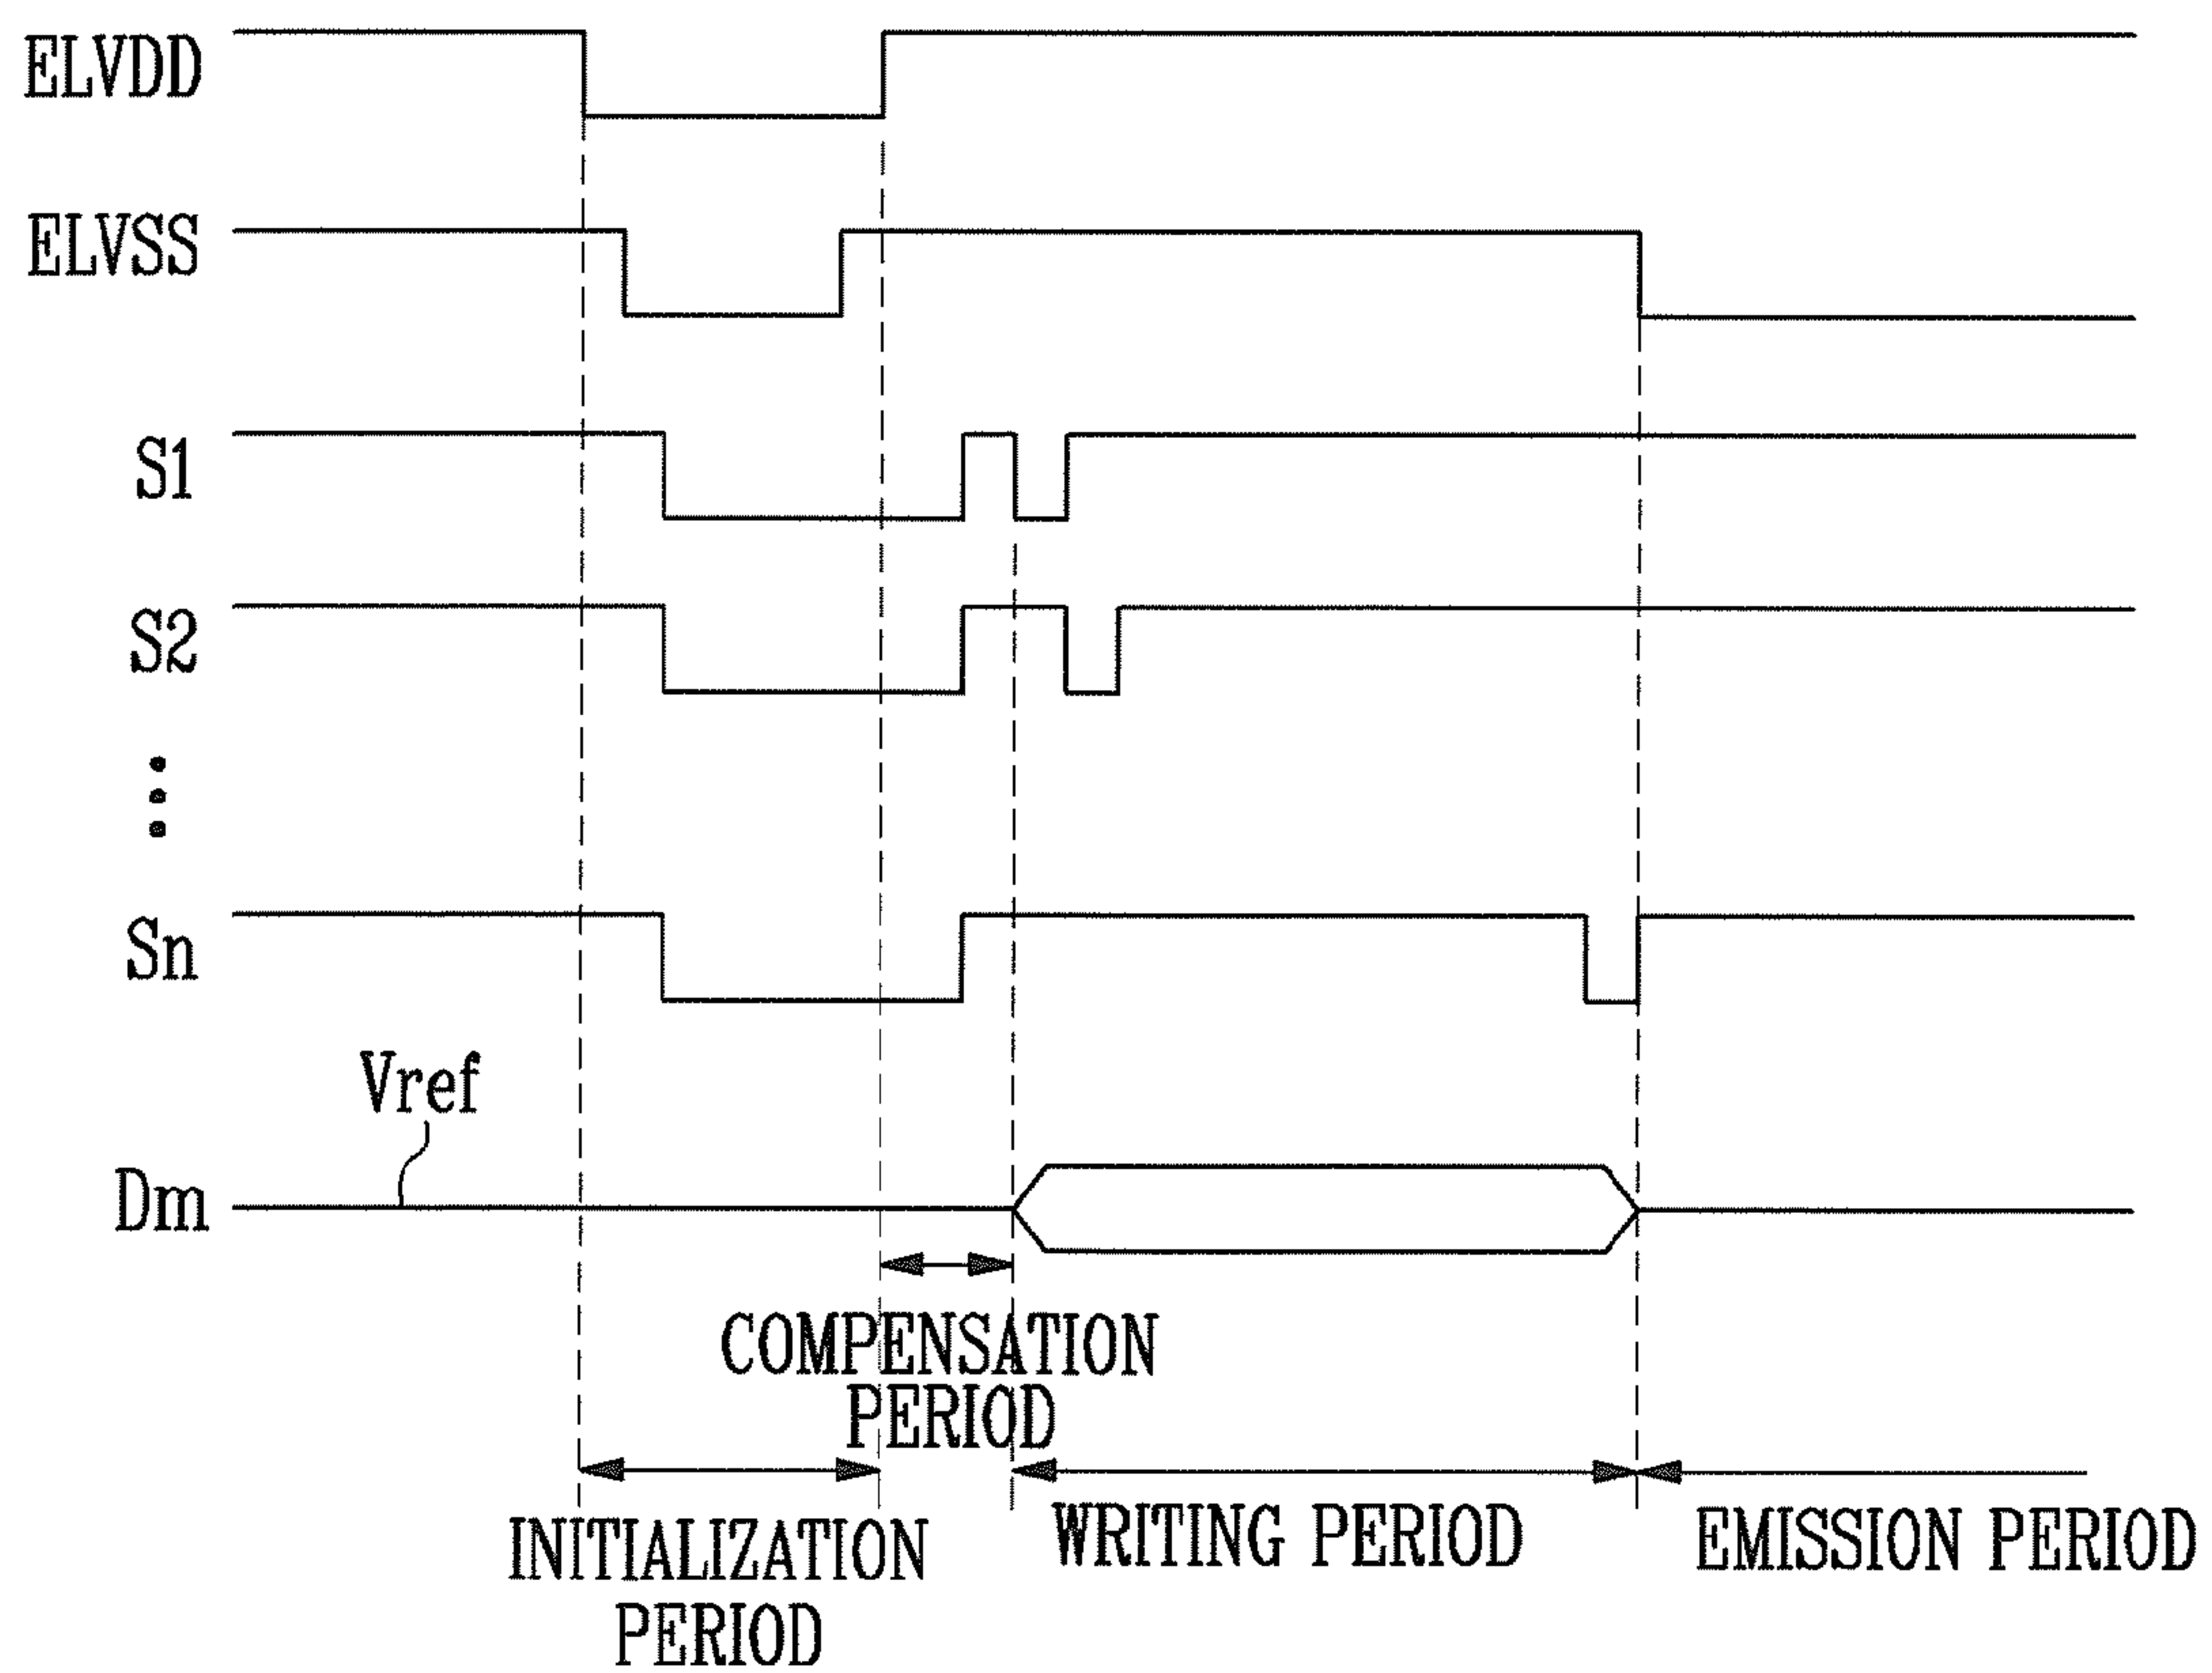 ELVDD
ELVSS
S1
S2
Sn
Vref
Dm
COMPENSATION
PERIOD
INITIALIZATION
PERIOD
WRITING PERIOD
EMISSION PERIOD